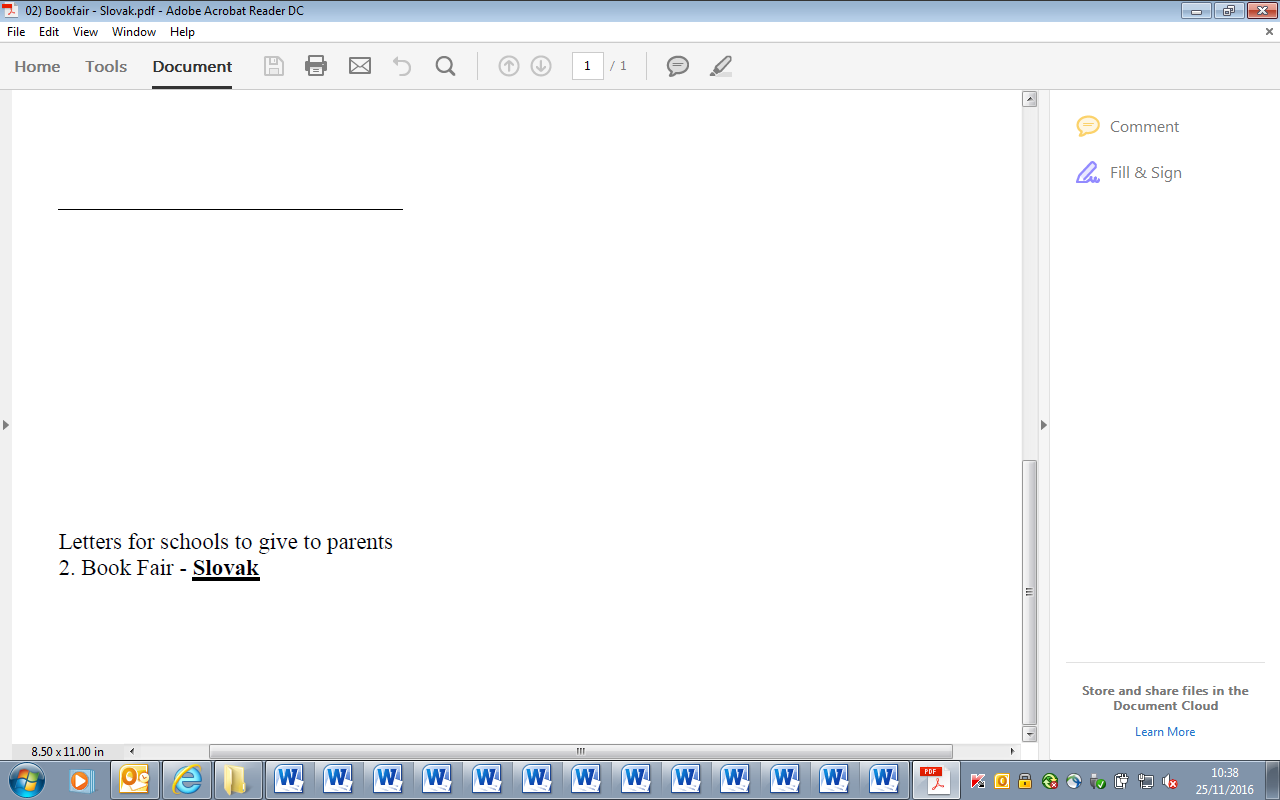 02) Bookfair - Slovak.pdf - Adobe Acrobat Reader DC
File Edit View Window Help
Home Tools Document 1 / 1
Comment
Fill & Sign
Letters for schools to give to parents
2. Book Fair - Slovak
Store and share files in the
Document Cloud
Learn More
8.50 x 11.00 in
10:38
25/11/2016